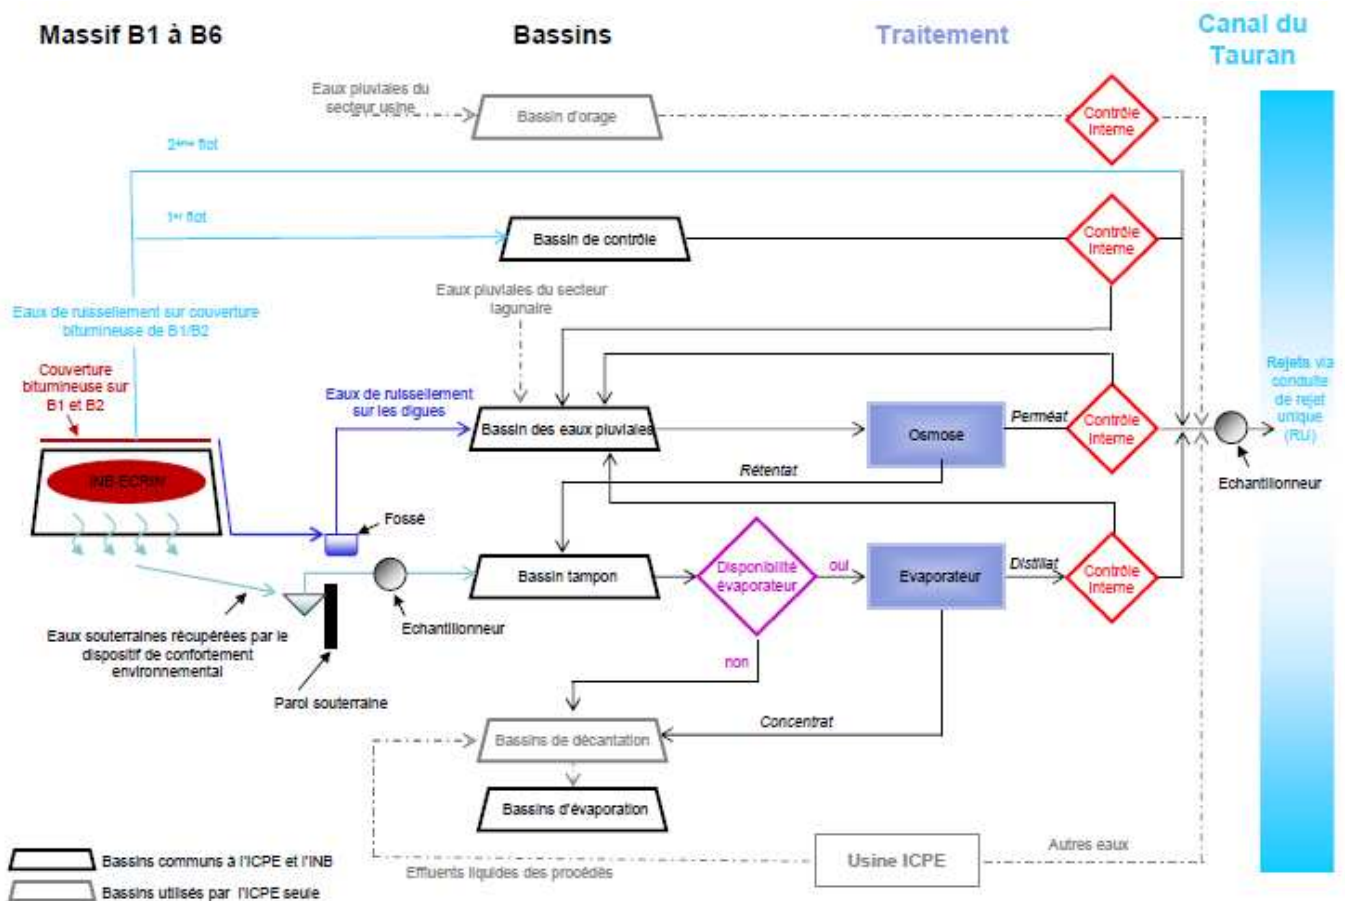 Massif B1 à B6
Bassins
Traitement
Canal du
Tauran
Eaux pluviales du
secteur usine
Bassin d'orage
Contrôle
Interne
2ème flot
1er flot
Bassin de contrôle
Contrôle
Interne
Eaux pluviales du secteur
lagunaire
Eaux de ruissellement sur couverture
bitumineuse de B1/B2
Couverture
bitumineuse sur
B1 et B2
Eaux de ruissellement
sur les digues
Bassin des eaux pluviales
Osmose
Perméat
Contrôle
Interne
Rejets via
conduite
de rejet
unique
(RU)
Echantillonneur
INB ECRIN
Rétentat
Fossé
Bassin tampon
Disponibilité
évaporateur
oui
Evaporateur
Distillat
Contrôle
Interne
Echantillonneur
Eaux souterraines récupérées par le
dispositif de confortement
environnemental
Paroi souterraine
non
Concentrat
Bassins de décantation
Bassins d'évaporation
Bassins communs à l'ICPE et l'INB
Bassins utilisés par l'ICPE seule
Effluents liquides des procédés
Usine ICPE
Autres eaux